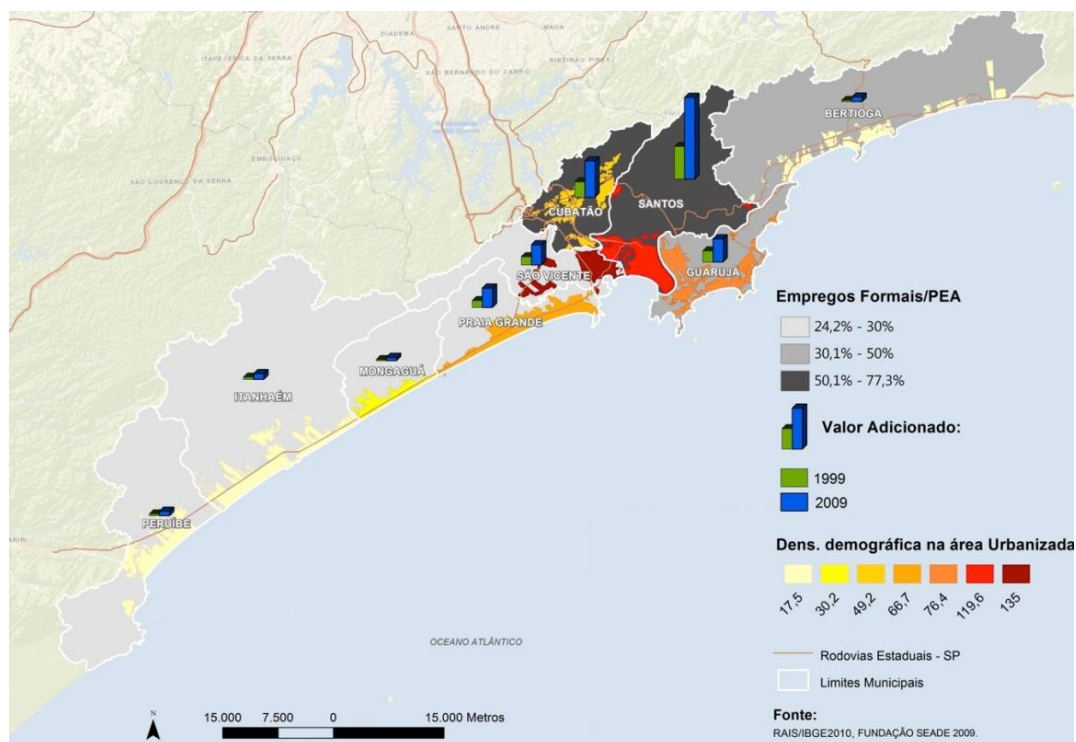 SANTO ANDRÉ
MAUÁ
DIADEMA
ITAPECERICA DA SERRA
RIBEIRÃO PIRES
SÃO BERNARDO DO CAMPO
EMBU-GUAÇU
SÃO LOURENÇO DA SERRA
BERTIOGA
CUBATÃO
SANTOS
GUARUJÁ
SÃO VICENTE
PRAIA GRANDE
MONGAGUÁ
ITANHAÉM
PERUÍBE
OCEANO ATLÂNTICO
Empregos Formais/PEA
24,2% - 30%
30,1% - 50%
50,1% - 77,3%
Valor Adicionado:
1999
2009
Dens. demográfica na área Urbanizada
17,5 30,2 49,2 66,7 76,4 119,6 135
Rodovias Estaduais - SP
Limites Municipais
Fonte:
RAIS/IBGE2010, FUNDAÇÃO SEADE 2009.
N
15.000 7.500 0 15.000 Metros